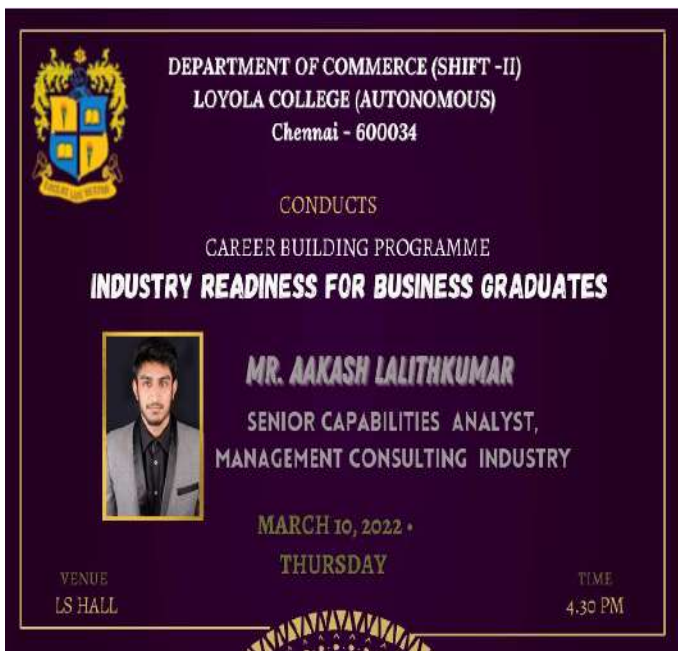 DEPARTMENT OF COMMERCE (SHIFT -II)
LOYOLA COLLEGE (AUTONOMOUS)
Chennai - 600034
CONDUCTS
CAREER BUILDING PROGRAMME
INDUSTRY READINESS FOR BUSINESS GRADUATES
MR. AAKASH LALITHKUMAR
SENIOR CAPABILITIES ANALYST,
MANAGEMENT CONSULTING INDUSTRY
MARCH 10, 2022 •
THURSDAY
VENUE
LS HALL
TIME
4.30 PM